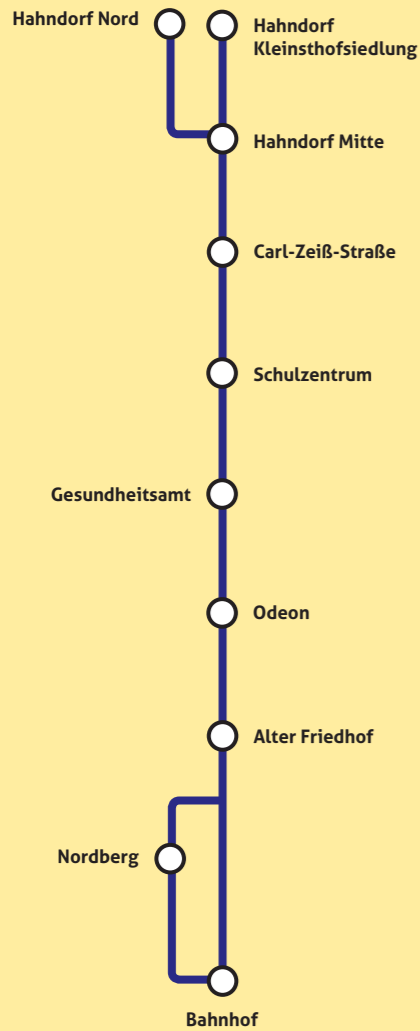 Hahndorf Nord
Hahndorf
Kleinsthofsiedlung
Hahndorf Mitte
Carl-Zeiß-Straße
Schulzentrum
Gesundheitsamt
Odeon
Alter Friedhof
Nordberg
Bahnhof